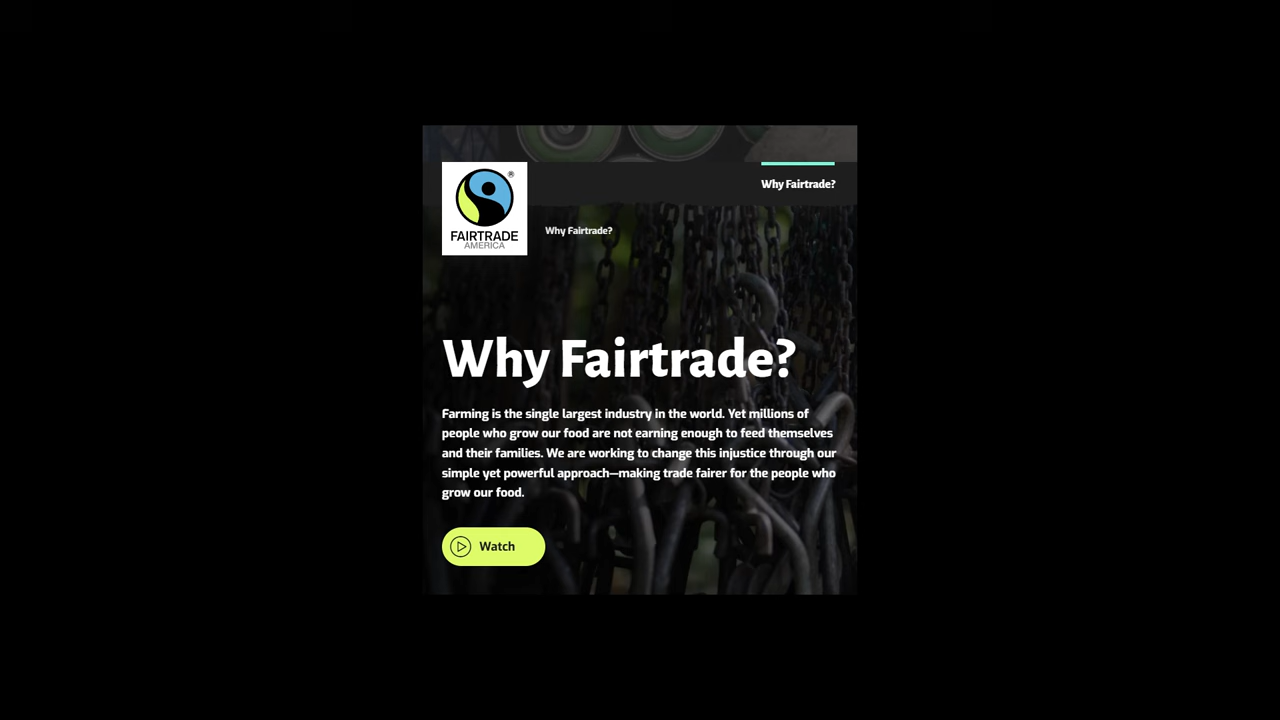 Why Fairtrade?
®
FAIRTRADE
AMERICA
Why Fairtrade?
Why Fairtrade?
Farming is the single largest industry in the world. Yet millions of
people who grow our food are not earning enough to feed themselves
and their families. We are working to change this injustice through our
simple yet powerful approach—making trade fairer for the people who
grow our food.
Watch